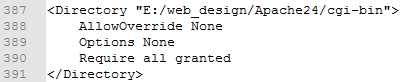 387 <Directory "E:/web_design/Apache24/cgi-bin">
388     AllowOverride None
389     Options None
390     Require all granted
391 </Directory>